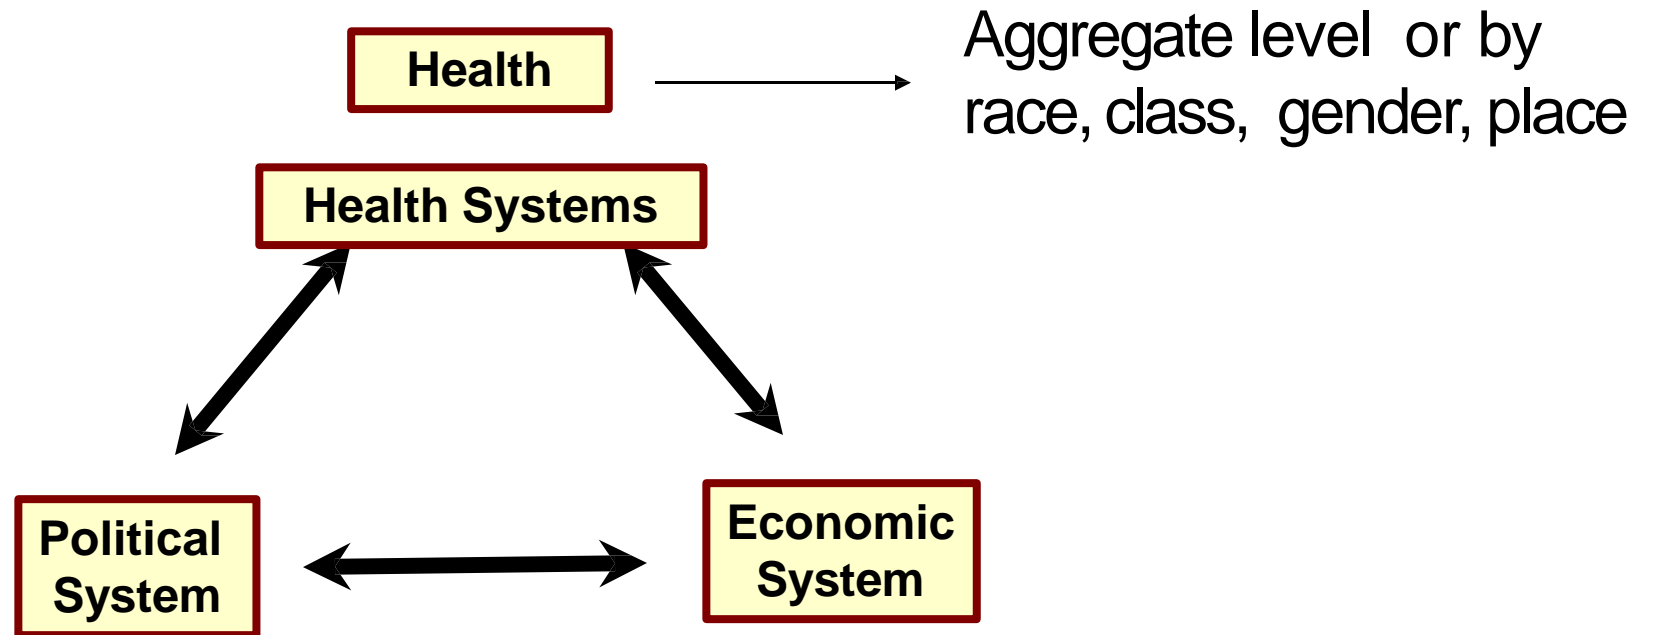 Health
Aggregate level or by
race, class, gender, place
Health Systems
Political
System
Economic
System